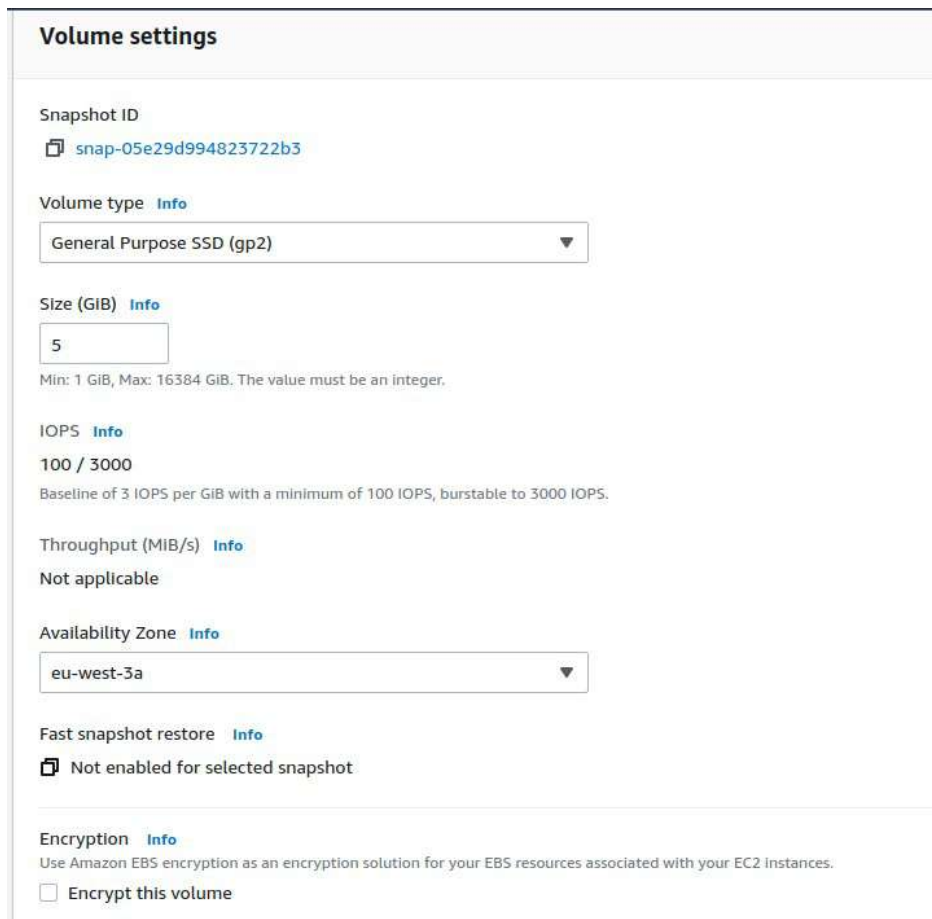 Volume settings
Snapshot ID
snap-05e29d994823722b3
Volume type Info
General Purpose SSD (gp2)
Size (GiB) Info
5
Min: 1 GiB, Max: 16384 GiB. The value must be an integer.
IOPS Info
100 / 3000
Baseline of 3 IOPS per GiB with a minimum of 100 IOPS, burstable to 3000 IOPS.
Throughput (MiB/s) Info
Not applicable
Availability Zone Info
eu-west-3a
Fast snapshot restore Info
Not enabled for selected snapshot
Encryption Info
Use Amazon EBS encryption as an encryption solution for your EBS resources associated with your EC2 instances.
Encrypt this volume